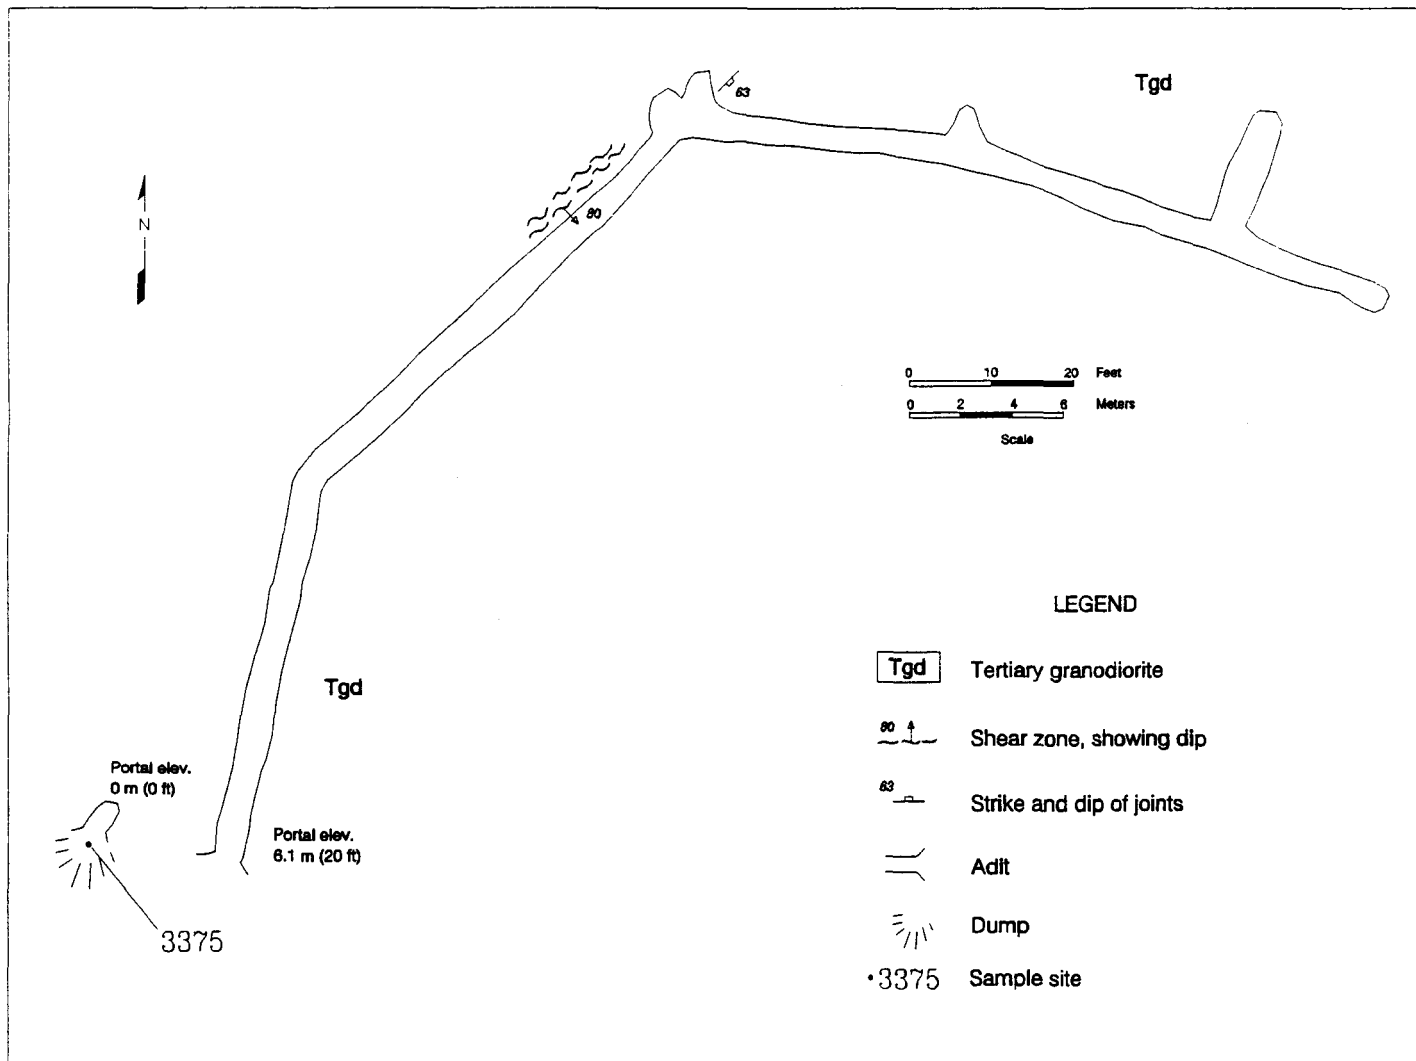 Tgd
63
N
80
0 10 20 Feet
0 2 4 6 Meters
Scale
Tgd
Portal elev.
0 m (0 ft)
Portal elev.
6.1 m (20 ft)
3375
LEGEND
Tgd Tertiary granodiorite
80 Shear zone, showing dip
63 Strike and dip of joints
Adit
Dump
3375 Sample site